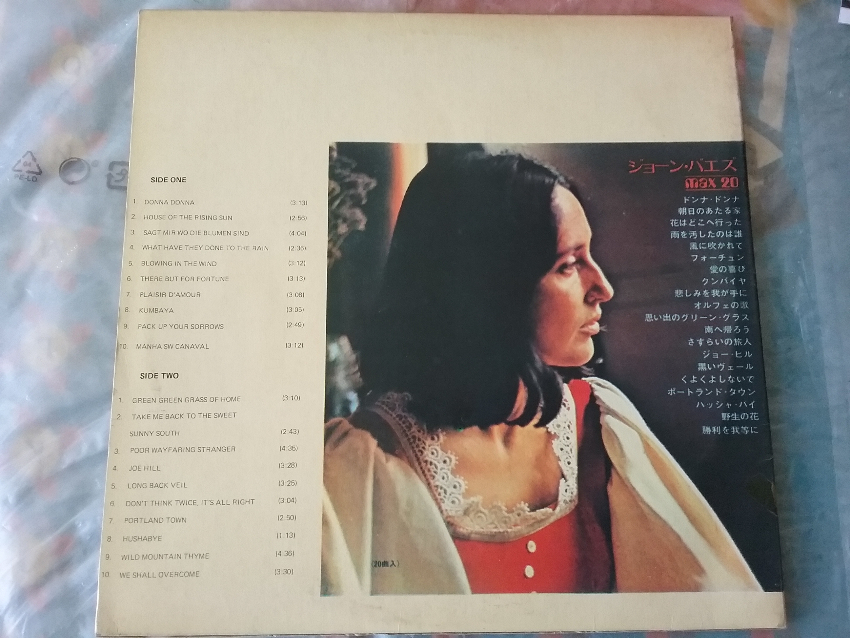 SIDE ONE
1. DONNA DONNA (3:13)
2. HOUSE OF THE RISING SUN (2:56)
3. SAGT MIR WO DIE BLUMEN SIND (4:04)
4. WHAT HAVE THEY DONE TO THE RAIN (2:36)
5. BLOWING IN THE WIND (3:12)
6. THERE BUT FOR FORTUNE (3:13)
7. PLAISIR D'AMOUR (3:08)
8. KUMBAYA (3:05)
9. PACK UP YOUR SORROWS (2:49)
10. MANHA SW CANAVAL (3:12)
SIDE TWO
1. GREEN GREEN GRASS OF HOME (3:10)
2. TAKE ME BACK TO THE SWEET
SUNNY SOUTH (2:43)
3. POOR WAYFARING STRANGER (4:35)
4. JOE HILL (3:28)
5. LONG BACK VEIL (3:25)
6. DON'T THINK TWICE, IT'S ALL RIGHT (3:04)
7. PORTLAND TOWN (2:50)
8. HUSHABYE (1:13)
9. WILD MOUNTAIN THYME (4:36)
10. WE SHALL OVERCOME (3:30)
ジョーン・バエズ
max 20
ドンナ・ドンナ
朝日のあたる家
花はどこへ行った
雨を汚したのは誰
風に吹かれて
フォーチュン
愛の喜び
クンバイヤ
悲しみを我が手に
オルフェの歌
思い出のグリーン・グラス
南へ帰ろう
さすらいの旅人
ジョー・ヒル
黒いヴェール
くよくよしないで
ポートランド・タウン
ハッシャ・バイ
野生の花
勝利を我等に
(20曲入)
PE-LD